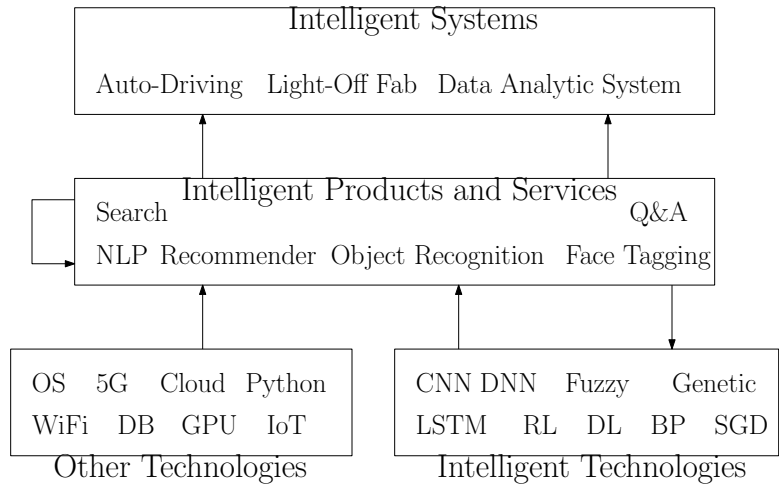 Intelligent Systems
Auto-Driving Light-Off Fab Data Analytic System
Intelligent Products and Services
Search Q&A
NLP Recommender Object Recognition Face Tagging
OS 5G Cloud Python
WiFi DB GPU IoT
Other Technologies
CNN DNN Fuzzy Genetic
LSTM RL DL BP SGD
Intelligent Technologies